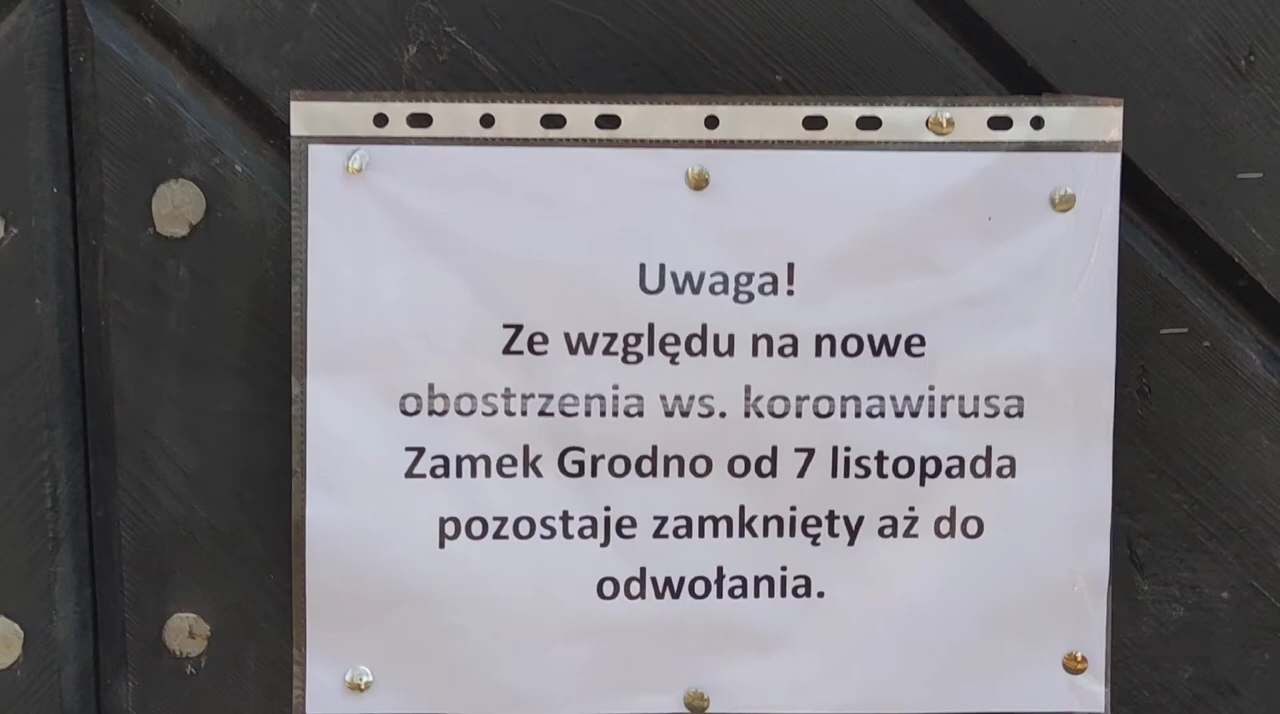 Uwaga!
Ze względu na nowe
obostrzenia ws. koronawirusa
Zamek Grodno od 7 listopada
pozostaje zamknięty aż do
odwołania.